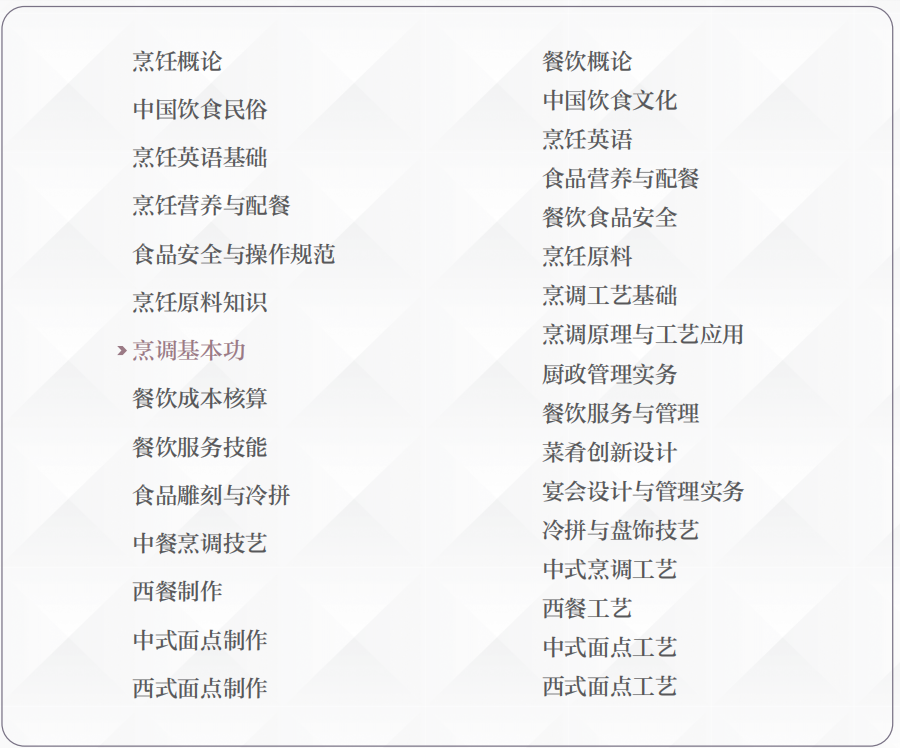 烹饪概论
中国饮食民俗
烹饪英语基础
烹饪营养与配餐
食品安全与操作规范
烹饪原料知识
烹调基本功
餐饮成本核算
餐饮服务技能
食品雕刻与冷拼
中餐烹调技艺
西餐制作
中式面点制作
西式面点制作
餐饮概论
中国饮食文化
烹饪英语
食品营养与配餐
餐饮食品安全
烹饪原料
烹调工艺基础
烹调原理与工艺应用
厨政管理实务
餐饮服务与管理
菜肴创新设计
宴会设计与管理实务
冷拼与盘饰技艺
中式烹调工艺
西餐工艺
中式面点工艺
西式面点工艺